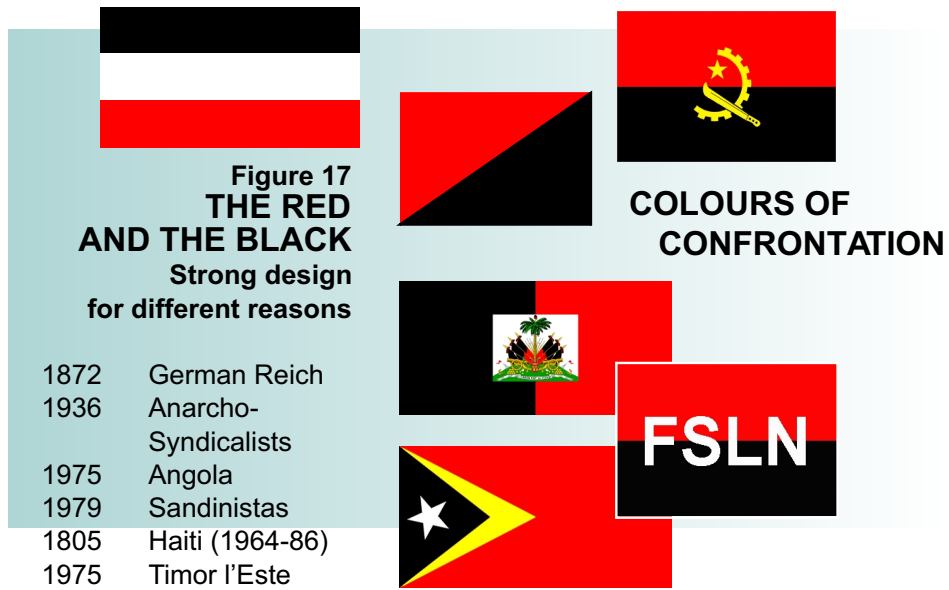 Figure 17
THE RED
AND THE BLACK
Strong design
for different reasons
1872 German Reich
1936 Anarcho-
Syndicalists
1975 Angola
1979 Sandinistas
1805 Haiti (1964-86)
1975 Timor l'Este
COLOURS OF
CONFRONTATION
FSLN